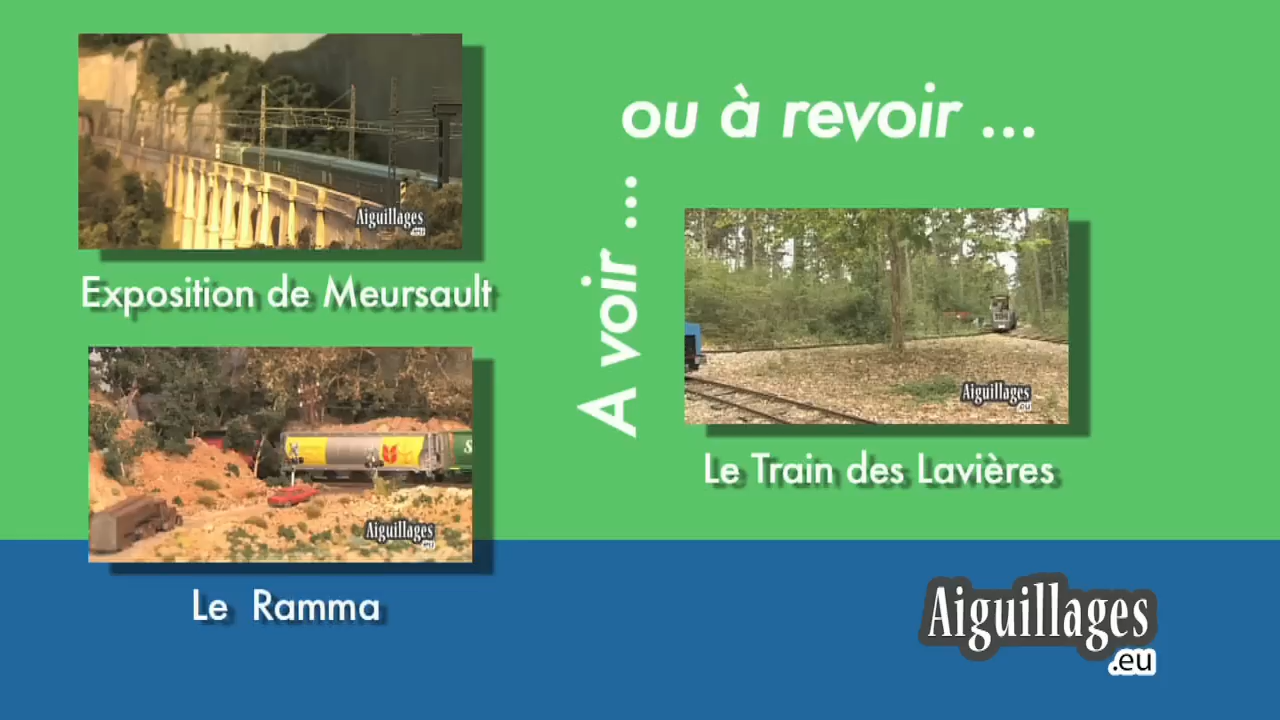 A voir ...
ou à revoir ...
Aiguillages
.eu
Exposition de Meursault
Aiguillages
.eu
Le Train des Lavières
Aiguillages
.eu
Le Ramma
Aiguillages
.eu